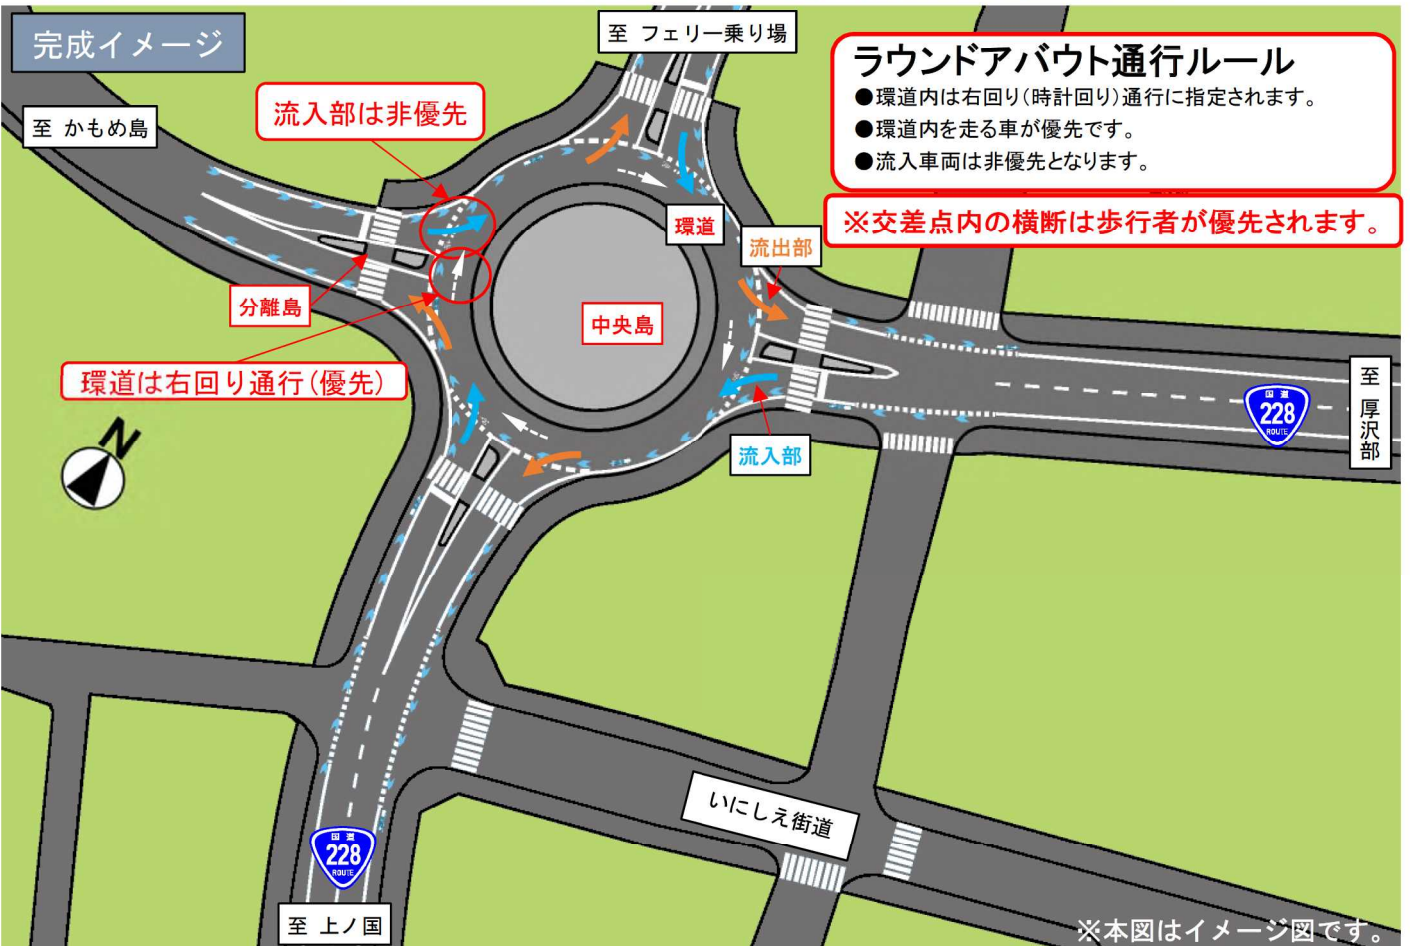 完成イメージ
至 フェリー乗り場
ラウンドアバウト通行ルール
●環道内は右回り(時計回り)通行に指定されます。
●環道内を走る車が優先です。
●流入車両は非優先となります。
※交差点内の横断は歩行者が優先されます。
至 かもめ島
流入部は非優先
環道
流出部
分離島
中央島
環道は右回り通行(優先)
N
流入部
国道
228
ROUTE
至 厚沢部
いにしえ街道
国道
228
ROUTE
至 上ノ国
※本図はイメージ図です。